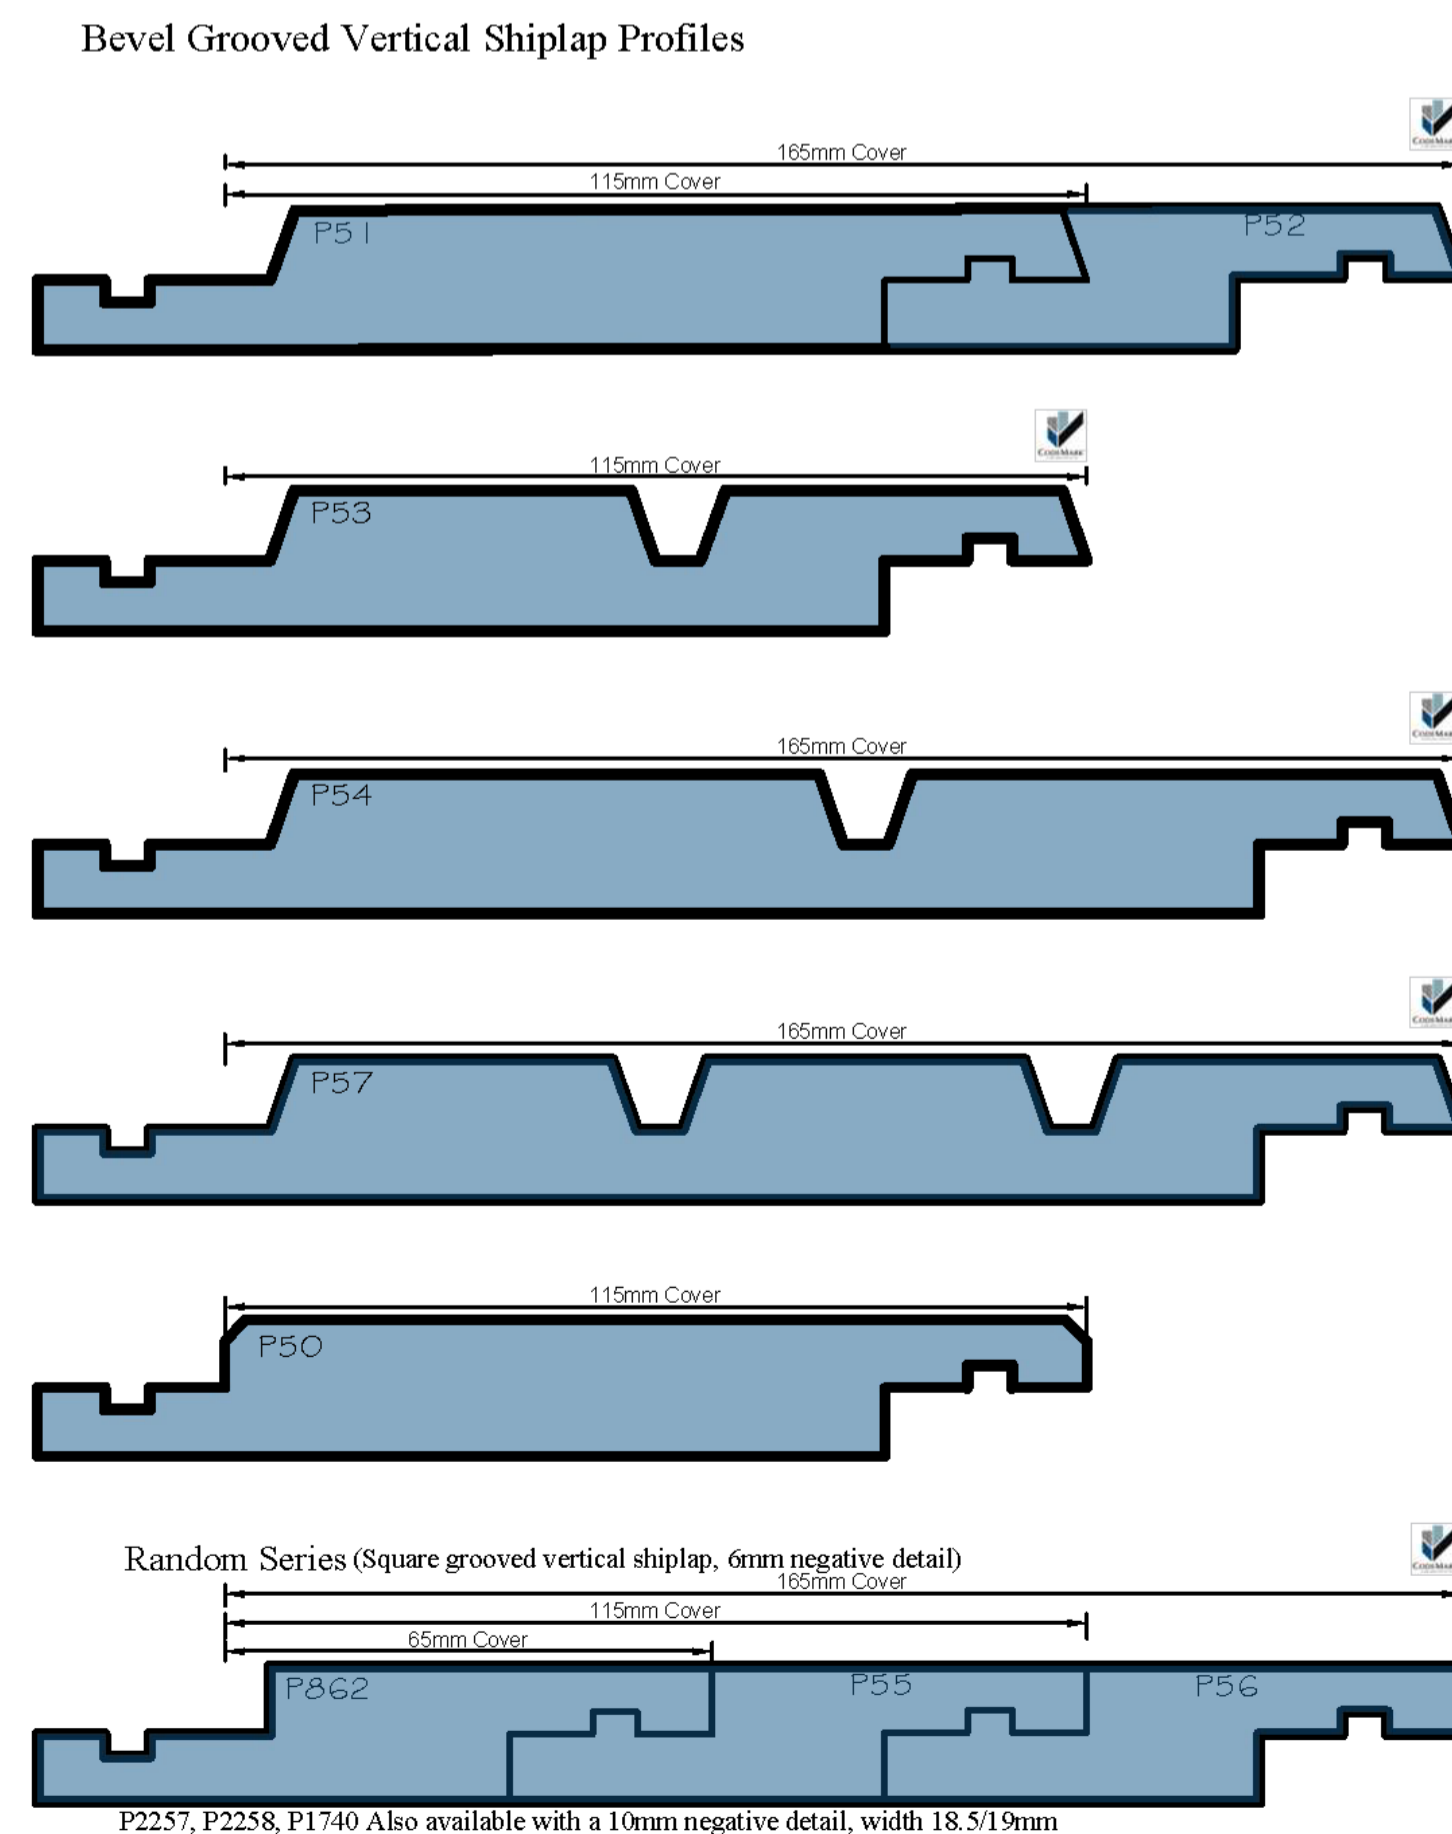 Bevel Grooved Vertical Shiplap Profiles
165mm Cover
115mm Cover
P51
P52
115mm Cover
CodeMark
P53
165mm Cover
P54
165mm Cover
P57
115mm Cover
P50
Random Series (Square grooved vertical shiplap, 6mm negative detail)
165mm Cover
115mm Cover
65mm Cover
P862 P55 P56
P2257, P2258, P1740 Also available with a 10mm negative detail, width 18.5/19mm